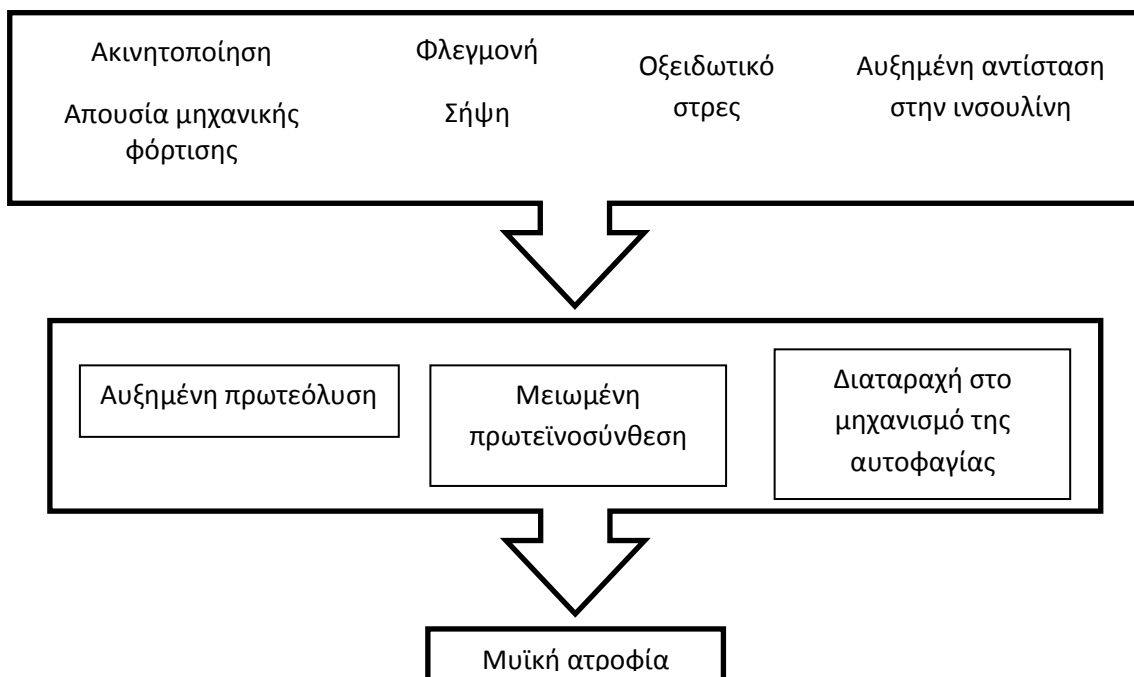 Ακινητοποίηση
Απουσία μηχανικής
φόρτισης
Φλεγμονή
Σήψη
Οξειδωτικό
στρες
Αυξημένη αντίσταση
στην ινσουλίνη
Αυξημένη πρωτεόλυση
Μειωμένη
πρωτεϊνοσύνθεση
Διαταραχή στο
μηχανισμό της
αυτοφαγίας
Μυϊκή ατροφία